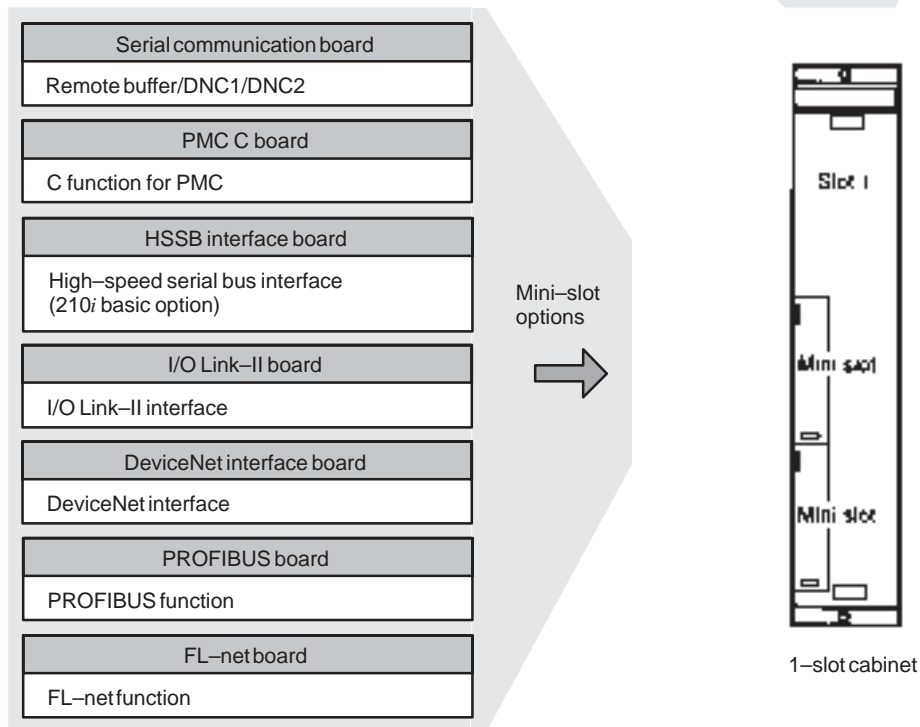 Serial communication board
Remote buffer/DNC1/DNC2
PMC C board
C function for PMC
HSSB interface board
High–speed serial bus interface
(210i basic option)
I/O Link–II board
I/O Link–II interface
DeviceNet interface board
DeviceNet interface
PROFIBUS board
PROFIBUS function
FL–net board
FL–net function
Mini–slot
options
Slot 1
Mini slot
Mini slot
1–slot cabinet